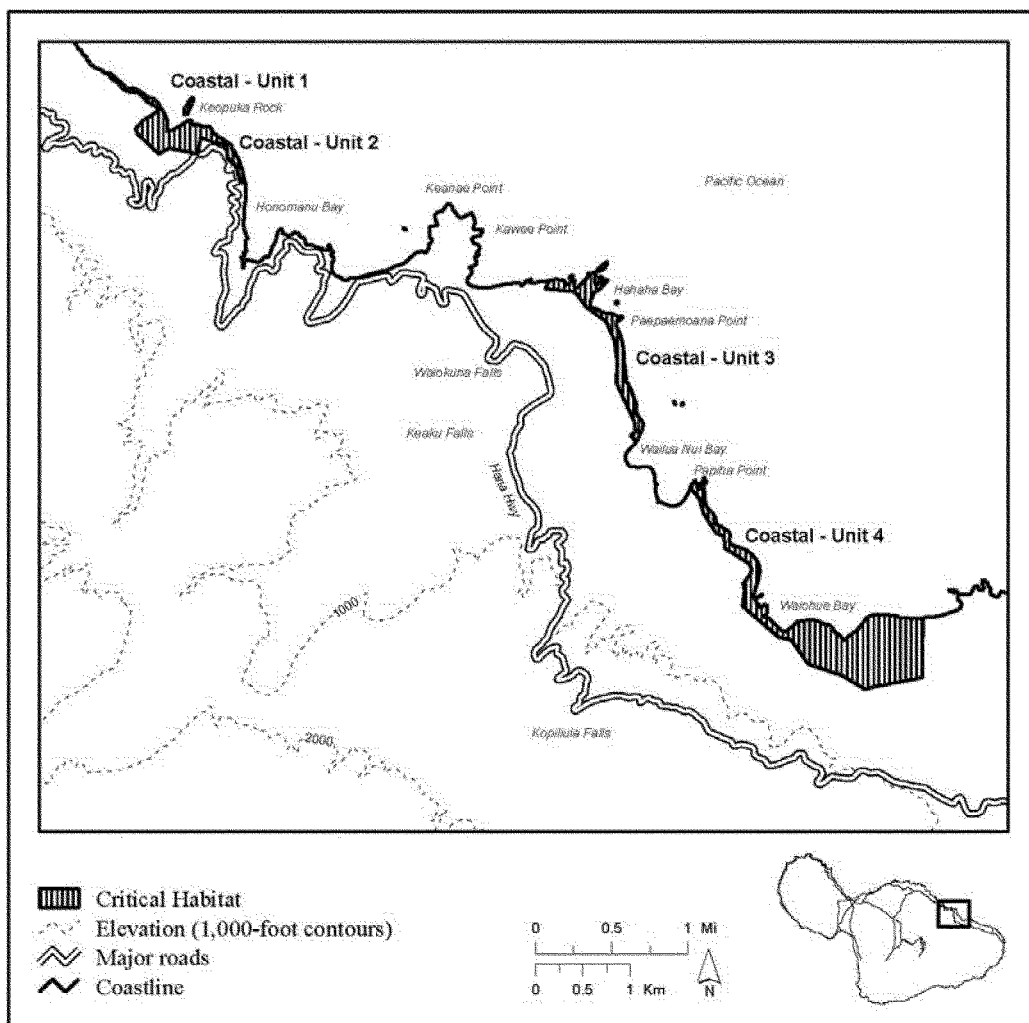 Coastal - Unit 1
Keopuka Rock
Coastal - Unit 2
Keanae Point
Pacific Ocean
Honomanu Bay
Kawee Point
Hahaha Bay
Paepaemoana Point
Coastal - Unit 3
Waiokuna Falls
Keaku Falls
Wailua Nui Bay
Papiha Point
Hana Hwy
Coastal - Unit 4
1000
Waiohue Bay
2000
Kopiliula Falls
Critical Habitat
Elevation (1,000-foot contours)
Major roads
Coastline
0 0.5 1 Mi
0 0.5 1 Km
N